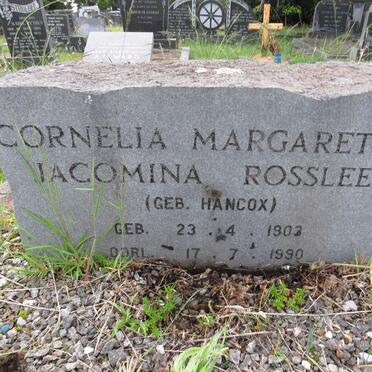 CORNELIA MARGARET
JACOMINA ROSSLEE
(GEB. HANCOX)
GEB. 23 . 4 . 1903
OORL. 17 . 7 . 1990